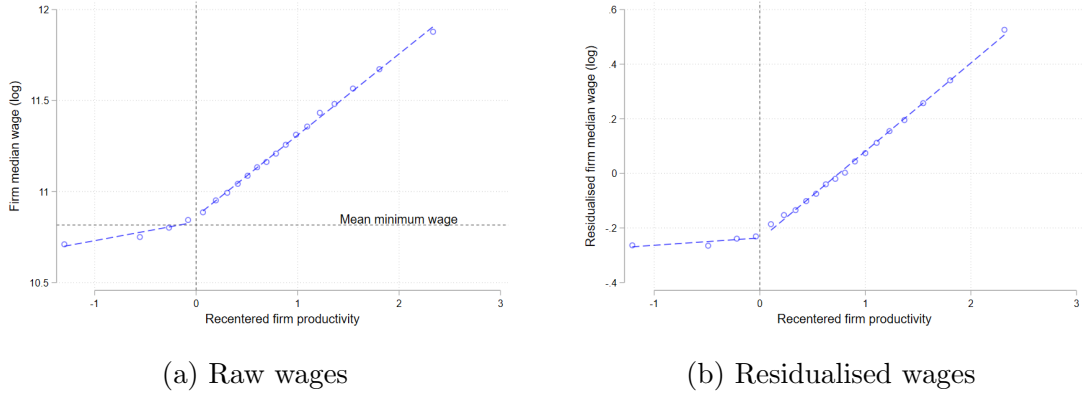 12
11.5
11
10.5
Firm median wage (log)
Mean minimum wage
-1
0
1
2
3
Recentered firm productivity
(a) Raw wages
.6
.4
.2
0
-.2
-.4
Residualised firm median wage (log)
-1
0
1
2
3
Recentered firm productivity
(b) Residualised wages